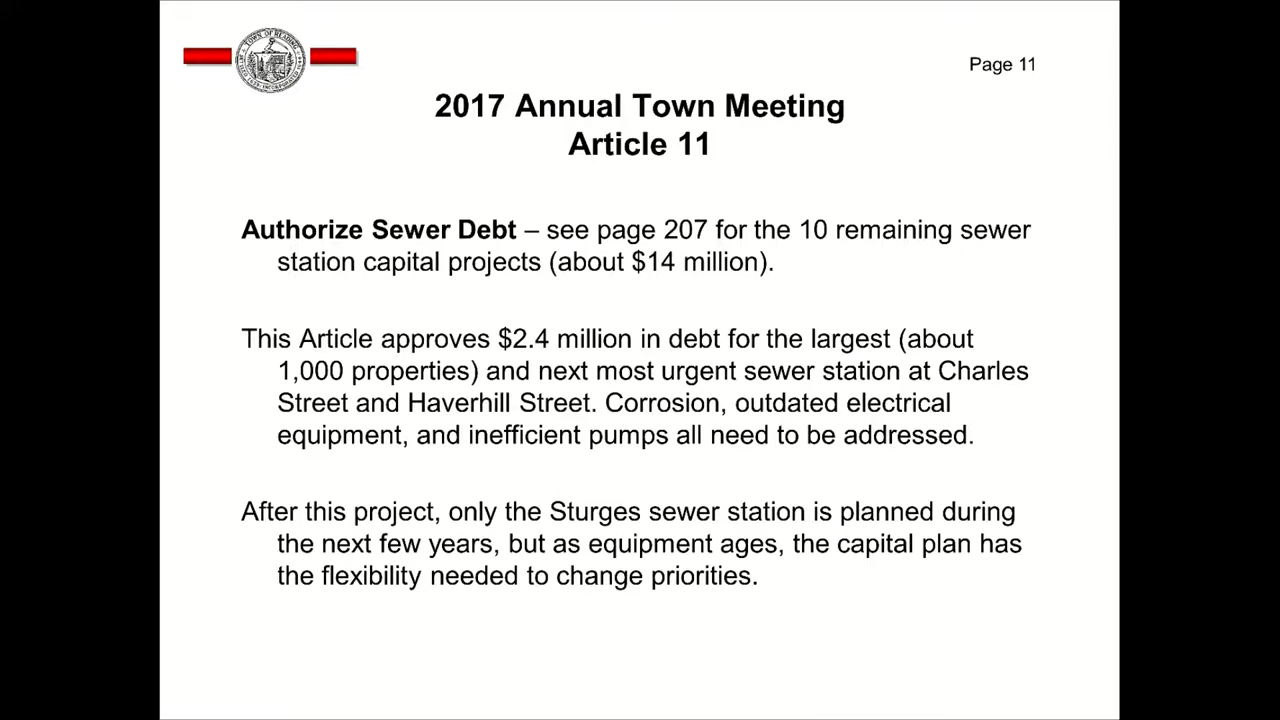 TOWN OF READING
Page 11
2017 Annual Town Meeting
Article 11
Authorize Sewer Debt – see page 207 for the 10 remaining sewer
station capital projects (about $14 million).
This Article approves $2.4 million in debt for the largest (about
1,000 properties) and next most urgent sewer station at Charles
Street and Haverhill Street. Corrosion, outdated electrical
equipment, and inefficient pumps all need to be addressed.
After this project, only the Sturges sewer station is planned during
the next few years, but as equipment ages, the capital plan has
the flexibility needed to change priorities.